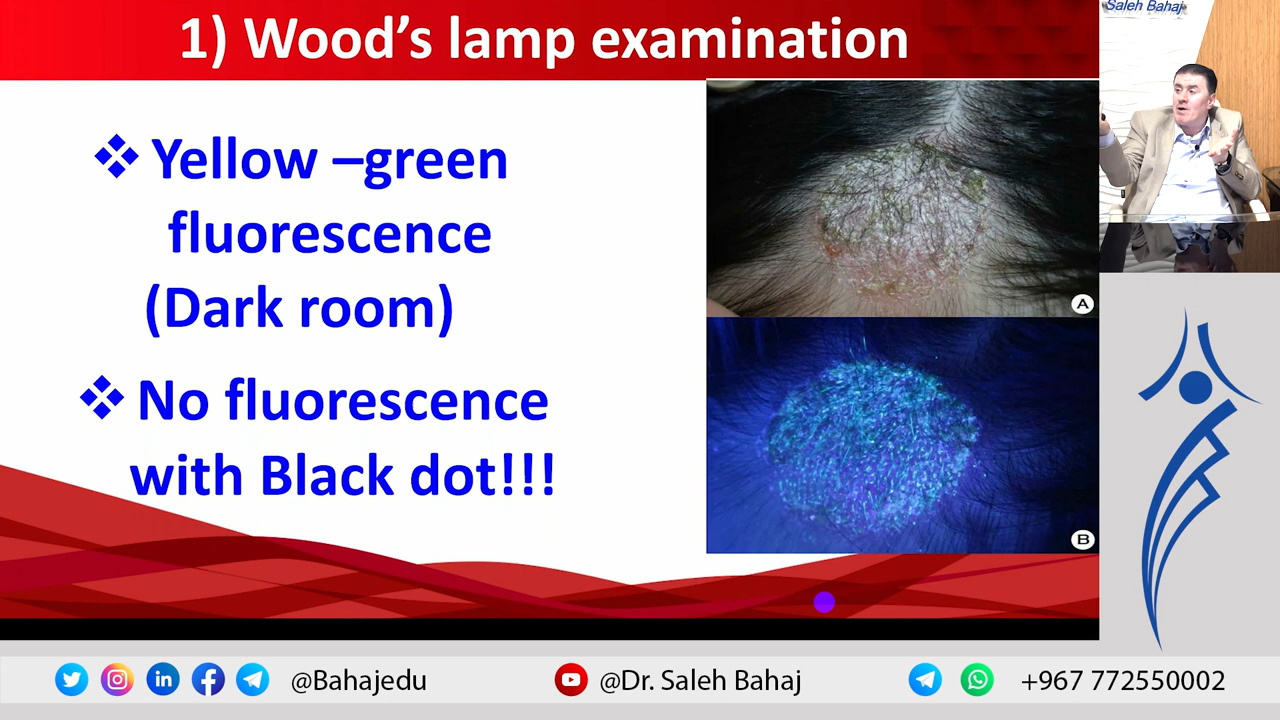 1) Wood's lamp examination
Saleh Bahaj
❖ Yellow –green
fluorescence
(Dark room)
❖ No fluorescence
with Black dot!!!
A
B
@Bahajedu
@Dr. Saleh Bahaj
+967 772550002